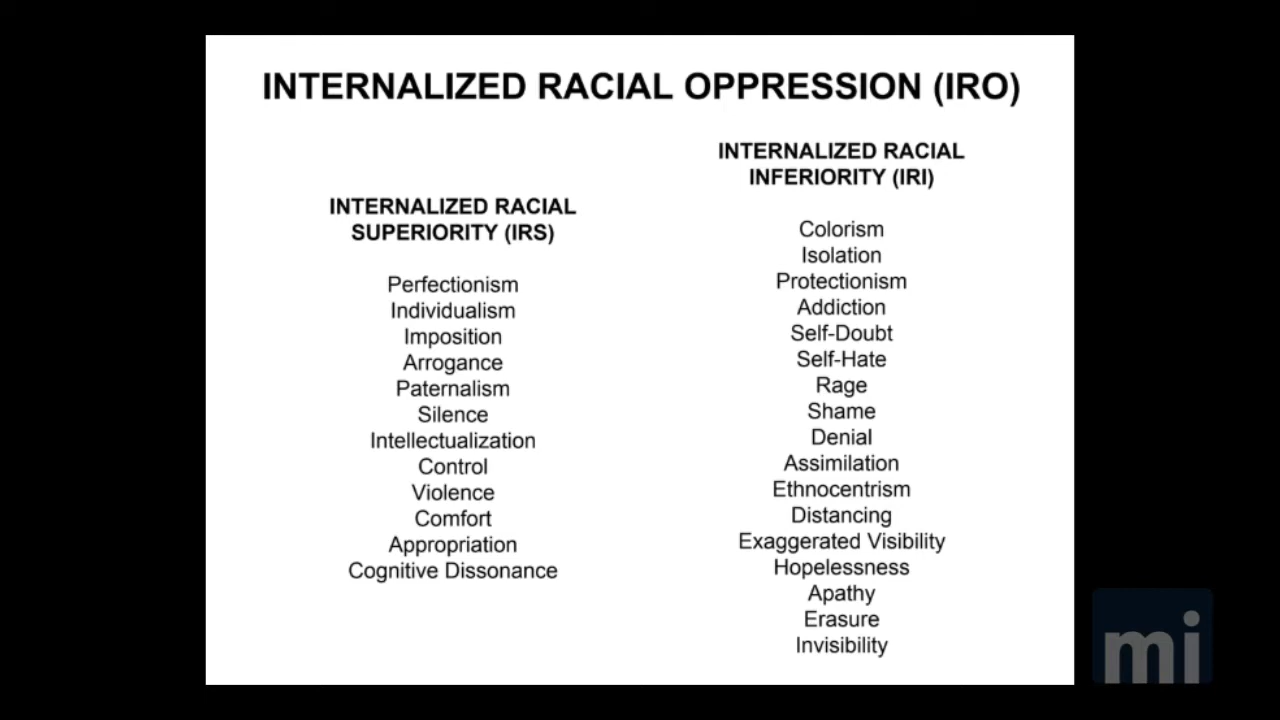 INTERNALIZED RACIAL OPPRESSION (IRO)
INTERNALIZED RACIAL
SUPERIORITY (IRS)
Perfectionism
Individualism
Imposition
Arrogance
Paternalism
Silence
Intellectualization
Control
Violence
Comfort
Appropriation
Cognitive Dissonance
INTERNALIZED RACIAL
INFERIORITY (IRI)
Colorism
Isolation
Protectionism
Addiction
Self-Doubt
Self-Hate
Rage
Shame
Denial
Assimilation
Ethnocentrism
Distancing
Exaggerated Visibility
Hopelessness
Apathy
Erasure
Invisibility
mi